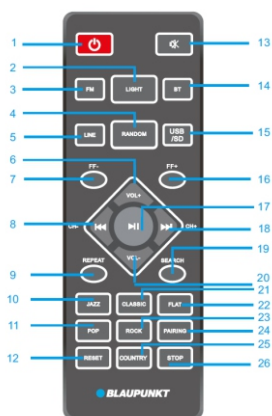 1
13
2
FM
LIGHT
BT
3
14
4
LINE
RANDOM
USB
/SD
5
15
6
FF-
FF+
7
16
VOL+
17
8
CH-
CH+
18
19
VOL-
REPEAT
SEARCH
9
20
21
10
JAZZ
CLASSIC
FLAT
22
23
11
POP
ROCK
PAIRING
24
25
12
RESET
COUNTRY
STOP
26
BLAUPUNKT